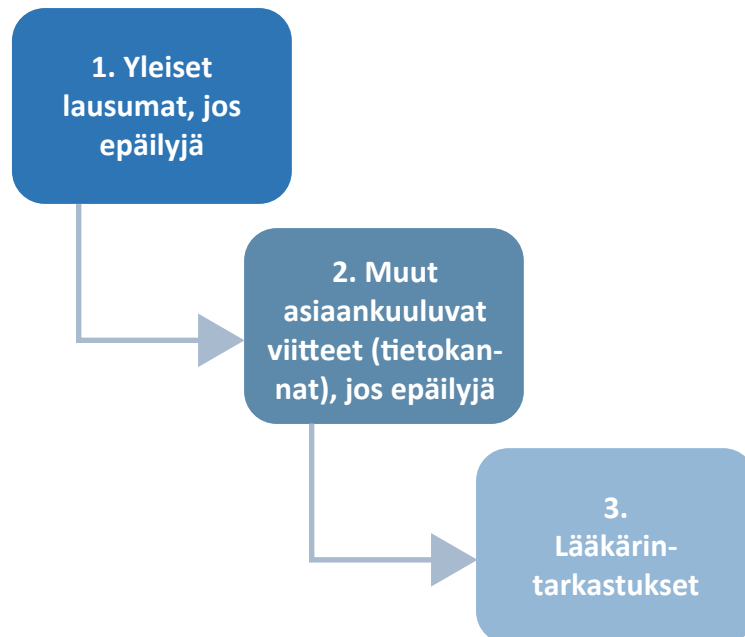 1. Yleiset
lausumat, jos
epäilyjä
2. Muut
asiaankuuluvat
viitteet (tietokan-
nat), jos epäilyjä
3.
Lääkärin-
tarkastukset